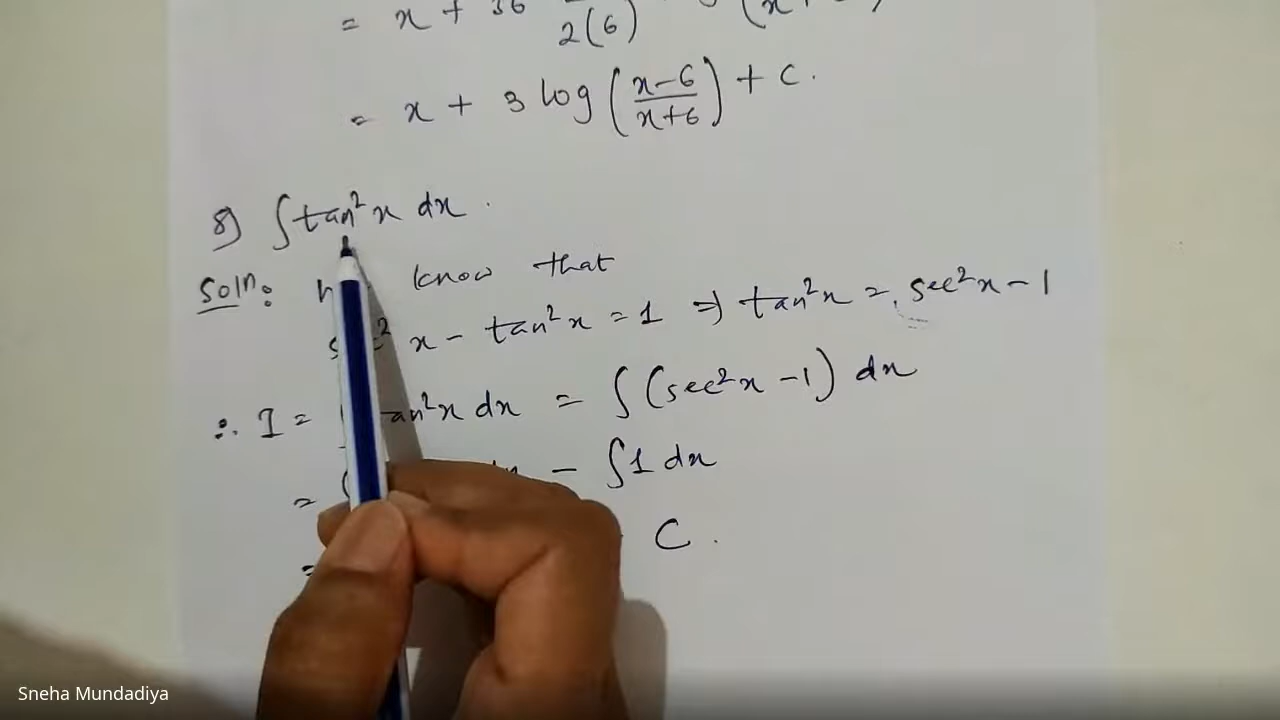 = x + 36
2(6)
= x + 3 log (x-6/x+6) + C.
8) ∫tan²x dx.
Soln: know that
x - tan²x = 1 ⇒ tan²x = sec²x - 1
∴ I = tan²x dx = ∫(sec²x - 1) dx
= - ∫1 dx
= C.
Sneha Mundadiya